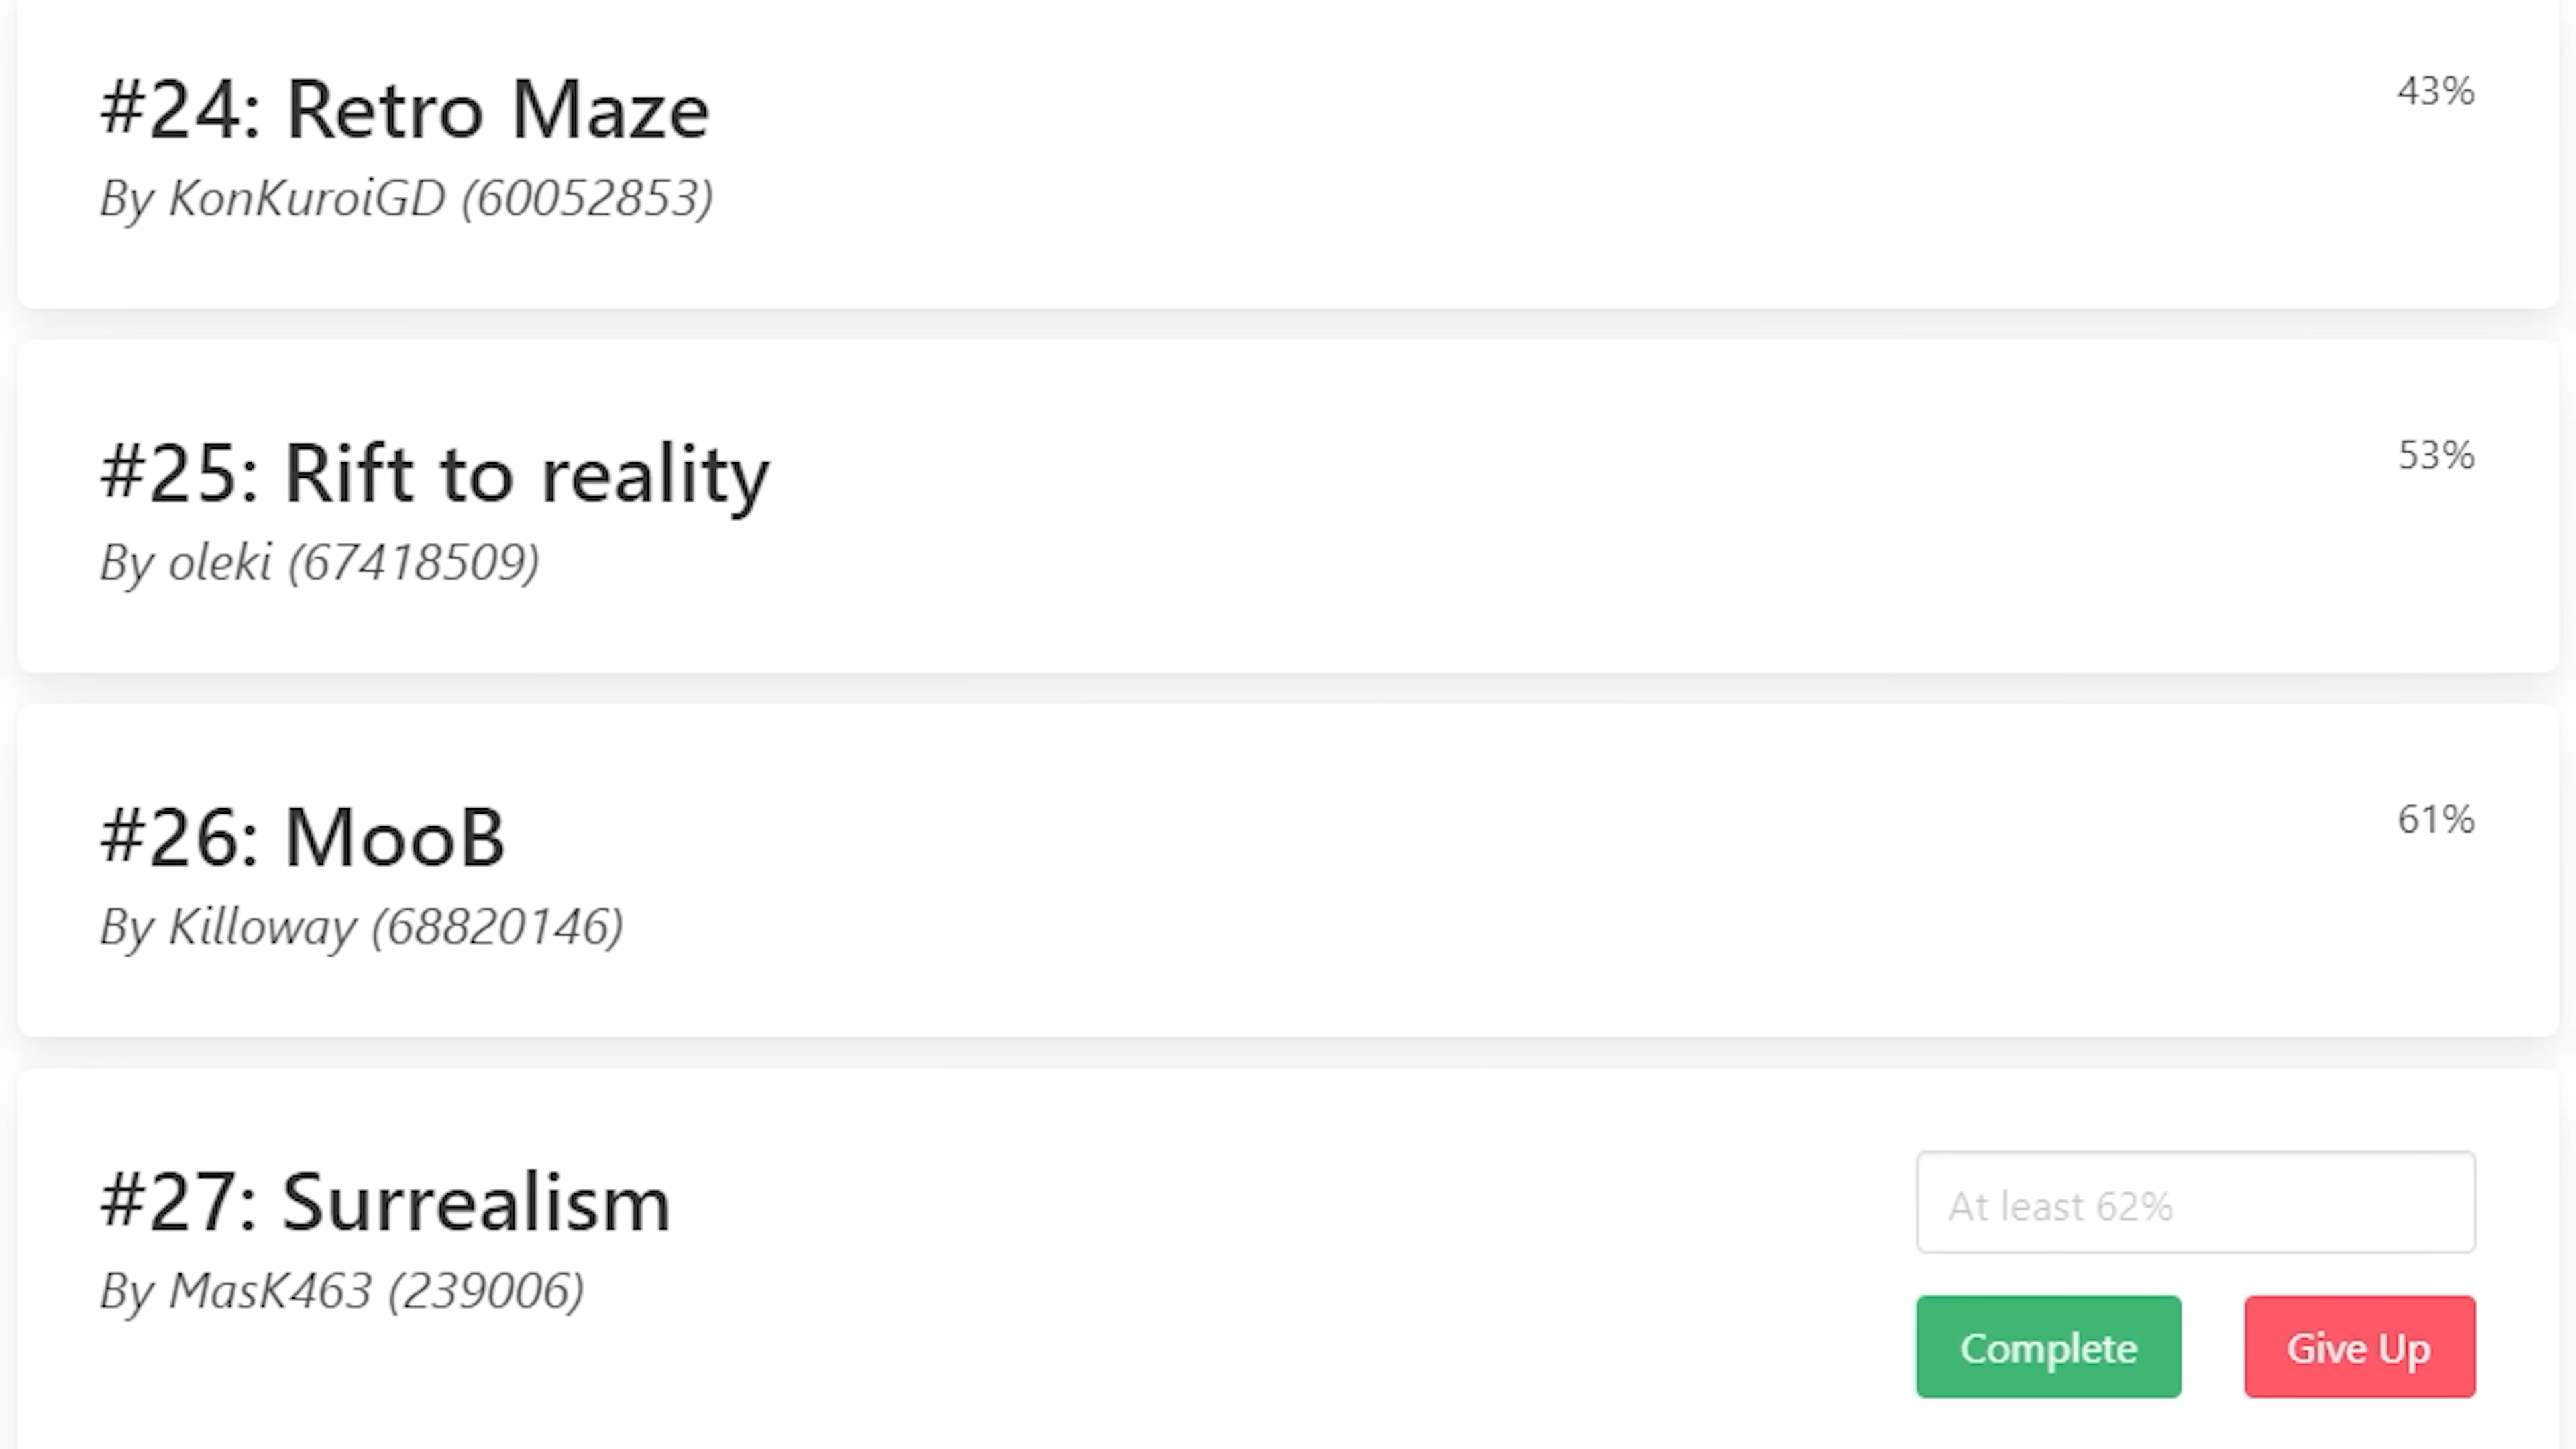 #24: Retro Maze
43%
By KonKuroiGD (60052853)
#25: Rift to reality
53%
By oleki (67418509)
#26: MooB
61%
By Killoway (68820146)
#27: Surrealism
At least 62%
By MasK463 (239006)
Complete
Give Up